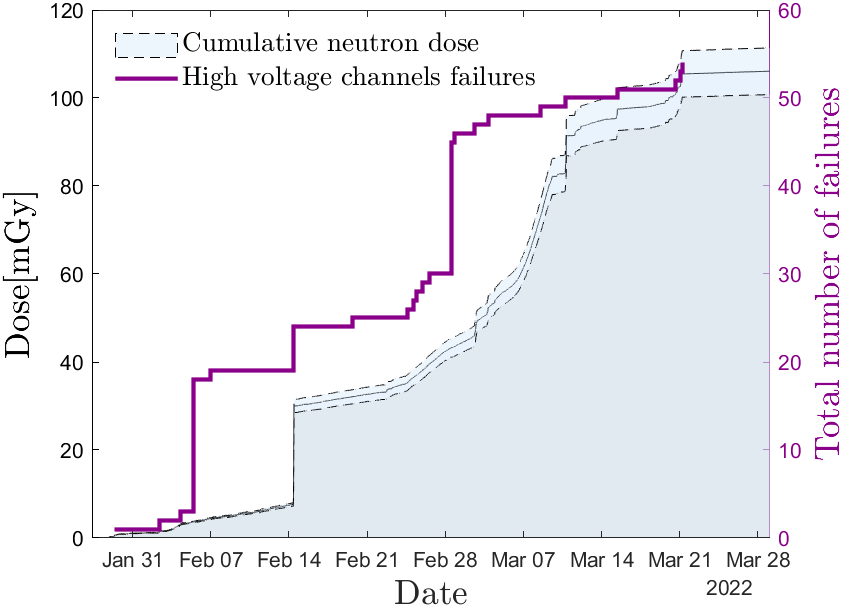 Cumulative neutron dose
High voltage channels failures
Dose[mGy]
120
100
80
60
40
20
0
60
50
40
30
20
10
0
Total number of failures
Jan 31 Feb 07 Feb 14 Feb 21 Feb 28 Mar 07 Mar 14 Mar 21 Mar 28
2022
Date